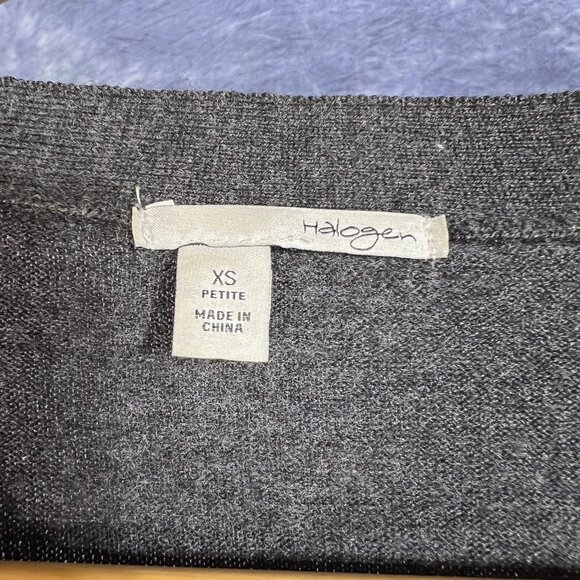 Halogen
XS
PETITE
MADE IN
CHINA